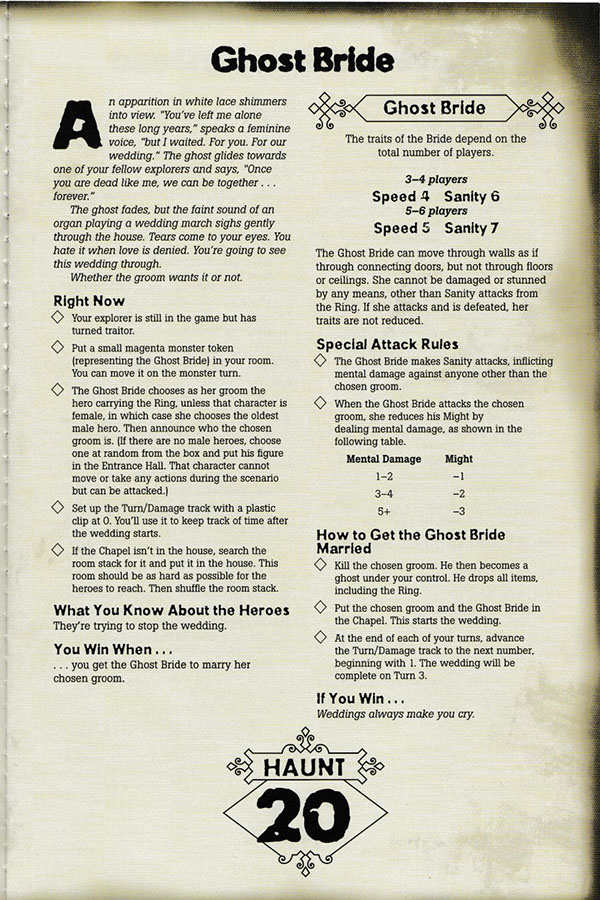 Ghost Bride
An apparition in white lace shimmers
into view. "You've left me alone
these long years," speaks a feminine
voice, "but I waited. For you. For our
wedding." The ghost glides towards
one of your fellow explorers and says, "Once
you are dead like me, we can be together . . .
forever."
The ghost fades, but the faint sound of an
organ playing a wedding march sighs gently
through the house. Tears come to your eyes. You
hate it when love is denied. You're going to see
this wedding through.
Whether the groom wants it or not.
Right Now
Your explorer is still in the game but has
turned traitor.
Put a small magenta monster token
(representing the Ghost Bride) in your room.
You can move it on the monster turn.
The Ghost Bride chooses as her groom the
hero carrying the Ring, unless that character is
female, in which case she chooses the oldest
male hero. Then announce who the chosen
groom is. (If there are no male heroes, choose
one at random from the box and put his figure
in the Entrance Hall. That character cannot
move or take any actions during the scenario
but can be attacked.)
Set up the Turn/Damage track with a plastic
clip at 0. You'll use it to keep track of time after
the wedding starts.
If the Chapel isn't in the house, search the
room stack for it and put it in the house. This
room should be as hard as possible for the
heroes to reach. Then shuffle the room stack.
What You Know About the Heroes
They're trying to stop the wedding.
You Win When . . .
. . . you get the Ghost Bride to marry her
chosen groom.
Ghost Bride
The traits of the Bride depend on the
total number of players.
3–4 players
Speed 4 Sanity 6
5–6 players
Speed 5 Sanity 7
The Ghost Bride can move through walls as if
through connecting doors, but not through floors
or ceilings. She cannot be damaged or stunned
by any means, other than Sanity attacks from
the Ring. If she attacks and is defeated, her
traits are not reduced.
Special Attack Rules
The Ghost Bride makes Sanity attacks, inflicting
mental damage against anyone other than the
chosen groom.
When the Ghost Bride attacks the chosen
groom, she reduces his Might by
dealing mental damage, as shown in the
following table.
Mental Damage Might
1–2 –1
3–4 –2
5+ –3
How to Get the Ghost Bride
Married
Kill the chosen groom. He then becomes a
ghost under your control. He drops all items,
including the Ring.
Put the chosen groom and the Ghost Bride in
the Chapel. This starts the wedding.
At the end of each of your turns, advance
the Turn/Damage track to the next number,
beginning with 1. The wedding will be
complete on Turn 3.
If You Win . . .
Weddings always make you cry.
HAUNT
20